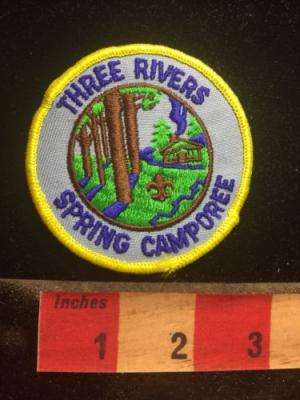 THREE RIVERS
SPRING CAMPOREE
Inches
1 2 3